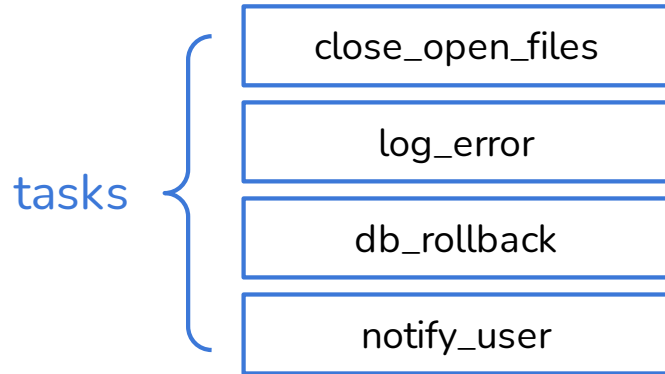 close_open_files
log_error
tasks
db_rollback
notify_user